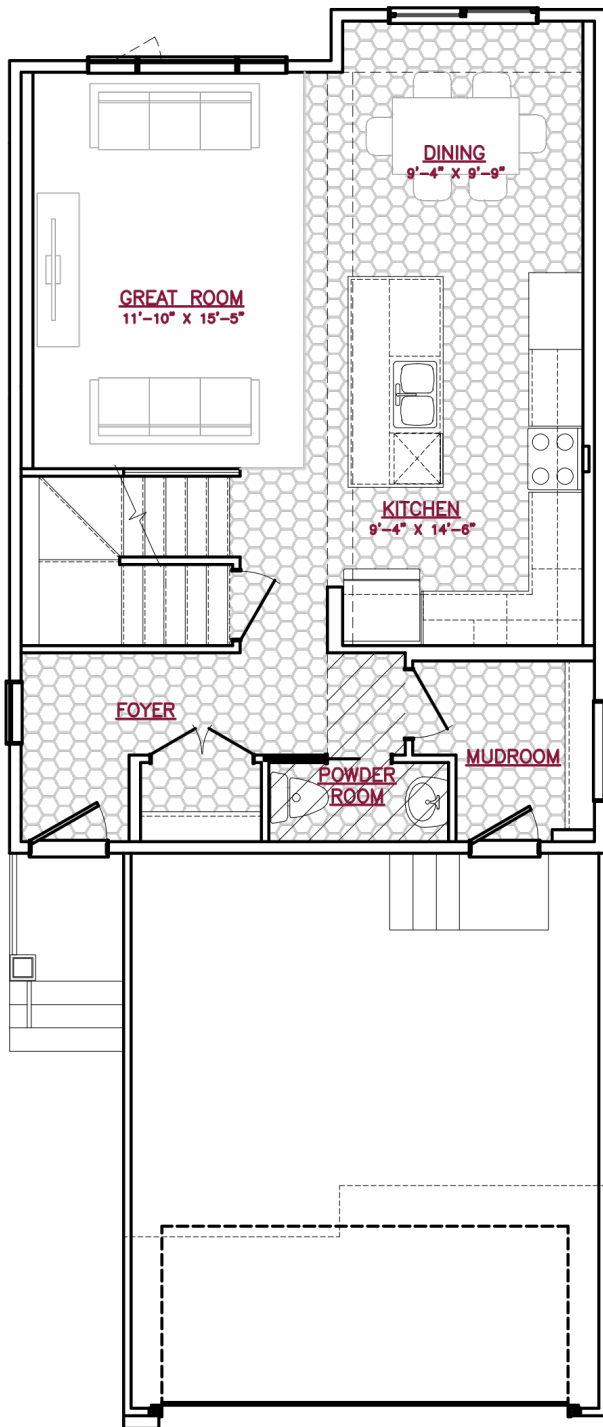 DINING
9'-4" X 9'-9"
GREAT ROOM
11'-10" X 15'-5"
KITCHEN
9'-4" X 14'-6"
FOYER
MUDROOM
POWDER
ROOM